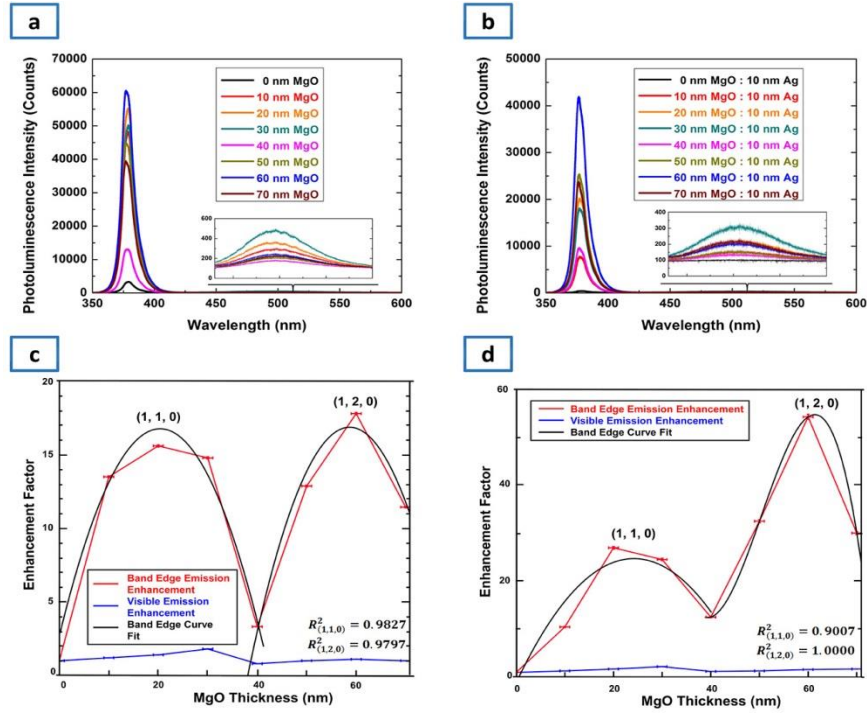 a
Photoluminescence Intensity (Counts)
70000
60000
50000
40000
30000
20000
10000
0
0 nm MgO
10 nm MgO
20 nm MgO
30 nm MgO
40 nm MgO
50 nm MgO
60 nm MgO
70 nm MgO
600
400
200
0
350 400 450 500 550 600
Wavelength (nm)
b
Photoluminescence Intensity (Counts)
50000
40000
30000
20000
10000
0
0 nm MgO : 10 nm Ag
10 nm MgO : 10 nm Ag
20 nm MgO : 10 nm Ag
30 nm MgO : 10 nm Ag
40 nm MgO : 10 nm Ag
50 nm MgO : 10 nm Ag
60 nm MgO : 10 nm Ag
70 nm MgO : 10 nm Ag
400
300
200
100
0
350 400 450 500 550 600
Wavelength (nm)
c
Enhancement Factor
20
15
10
5
0
(1, 1, 0)
(1, 2, 0)
Band Edge Emission
Enhancement
Visible Emission
Enhancement
Band Edge Curve
Fit
R²(1,1,0) = 0.9827
R²(1,2,0) = 0.9797
0 20 40 60
MgO Thickness (nm)
d
Enhancement Factor
60
40
20
0
Band Edge Emission Enhancement
Visible Emission Enhancement
Band Edge Curve Fit
(1, 2, 0)
(1, 1, 0)
R²(1,1,0) = 0.9007
R²(1,2,0) = 1.0000
0 20 40 60
MgO Thickness (nm)